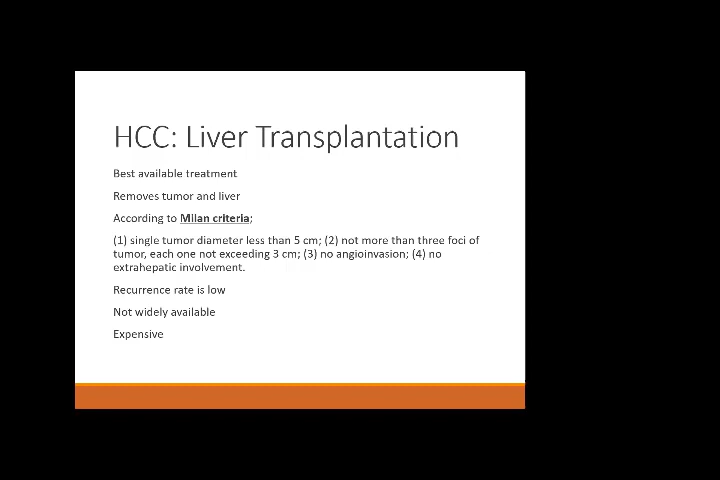 HCC: Liver Transplantation
Best available treatment
Removes tumor and liver
According to Milan criteria;
(1) single tumor diameter less than 5 cm; (2) not more than three foci of
tumor, each one not exceeding 3 cm; (3) no angioinvasion; (4) no
extrahepatic involvement.
Recurrence rate is low
Not widely available
Expensive